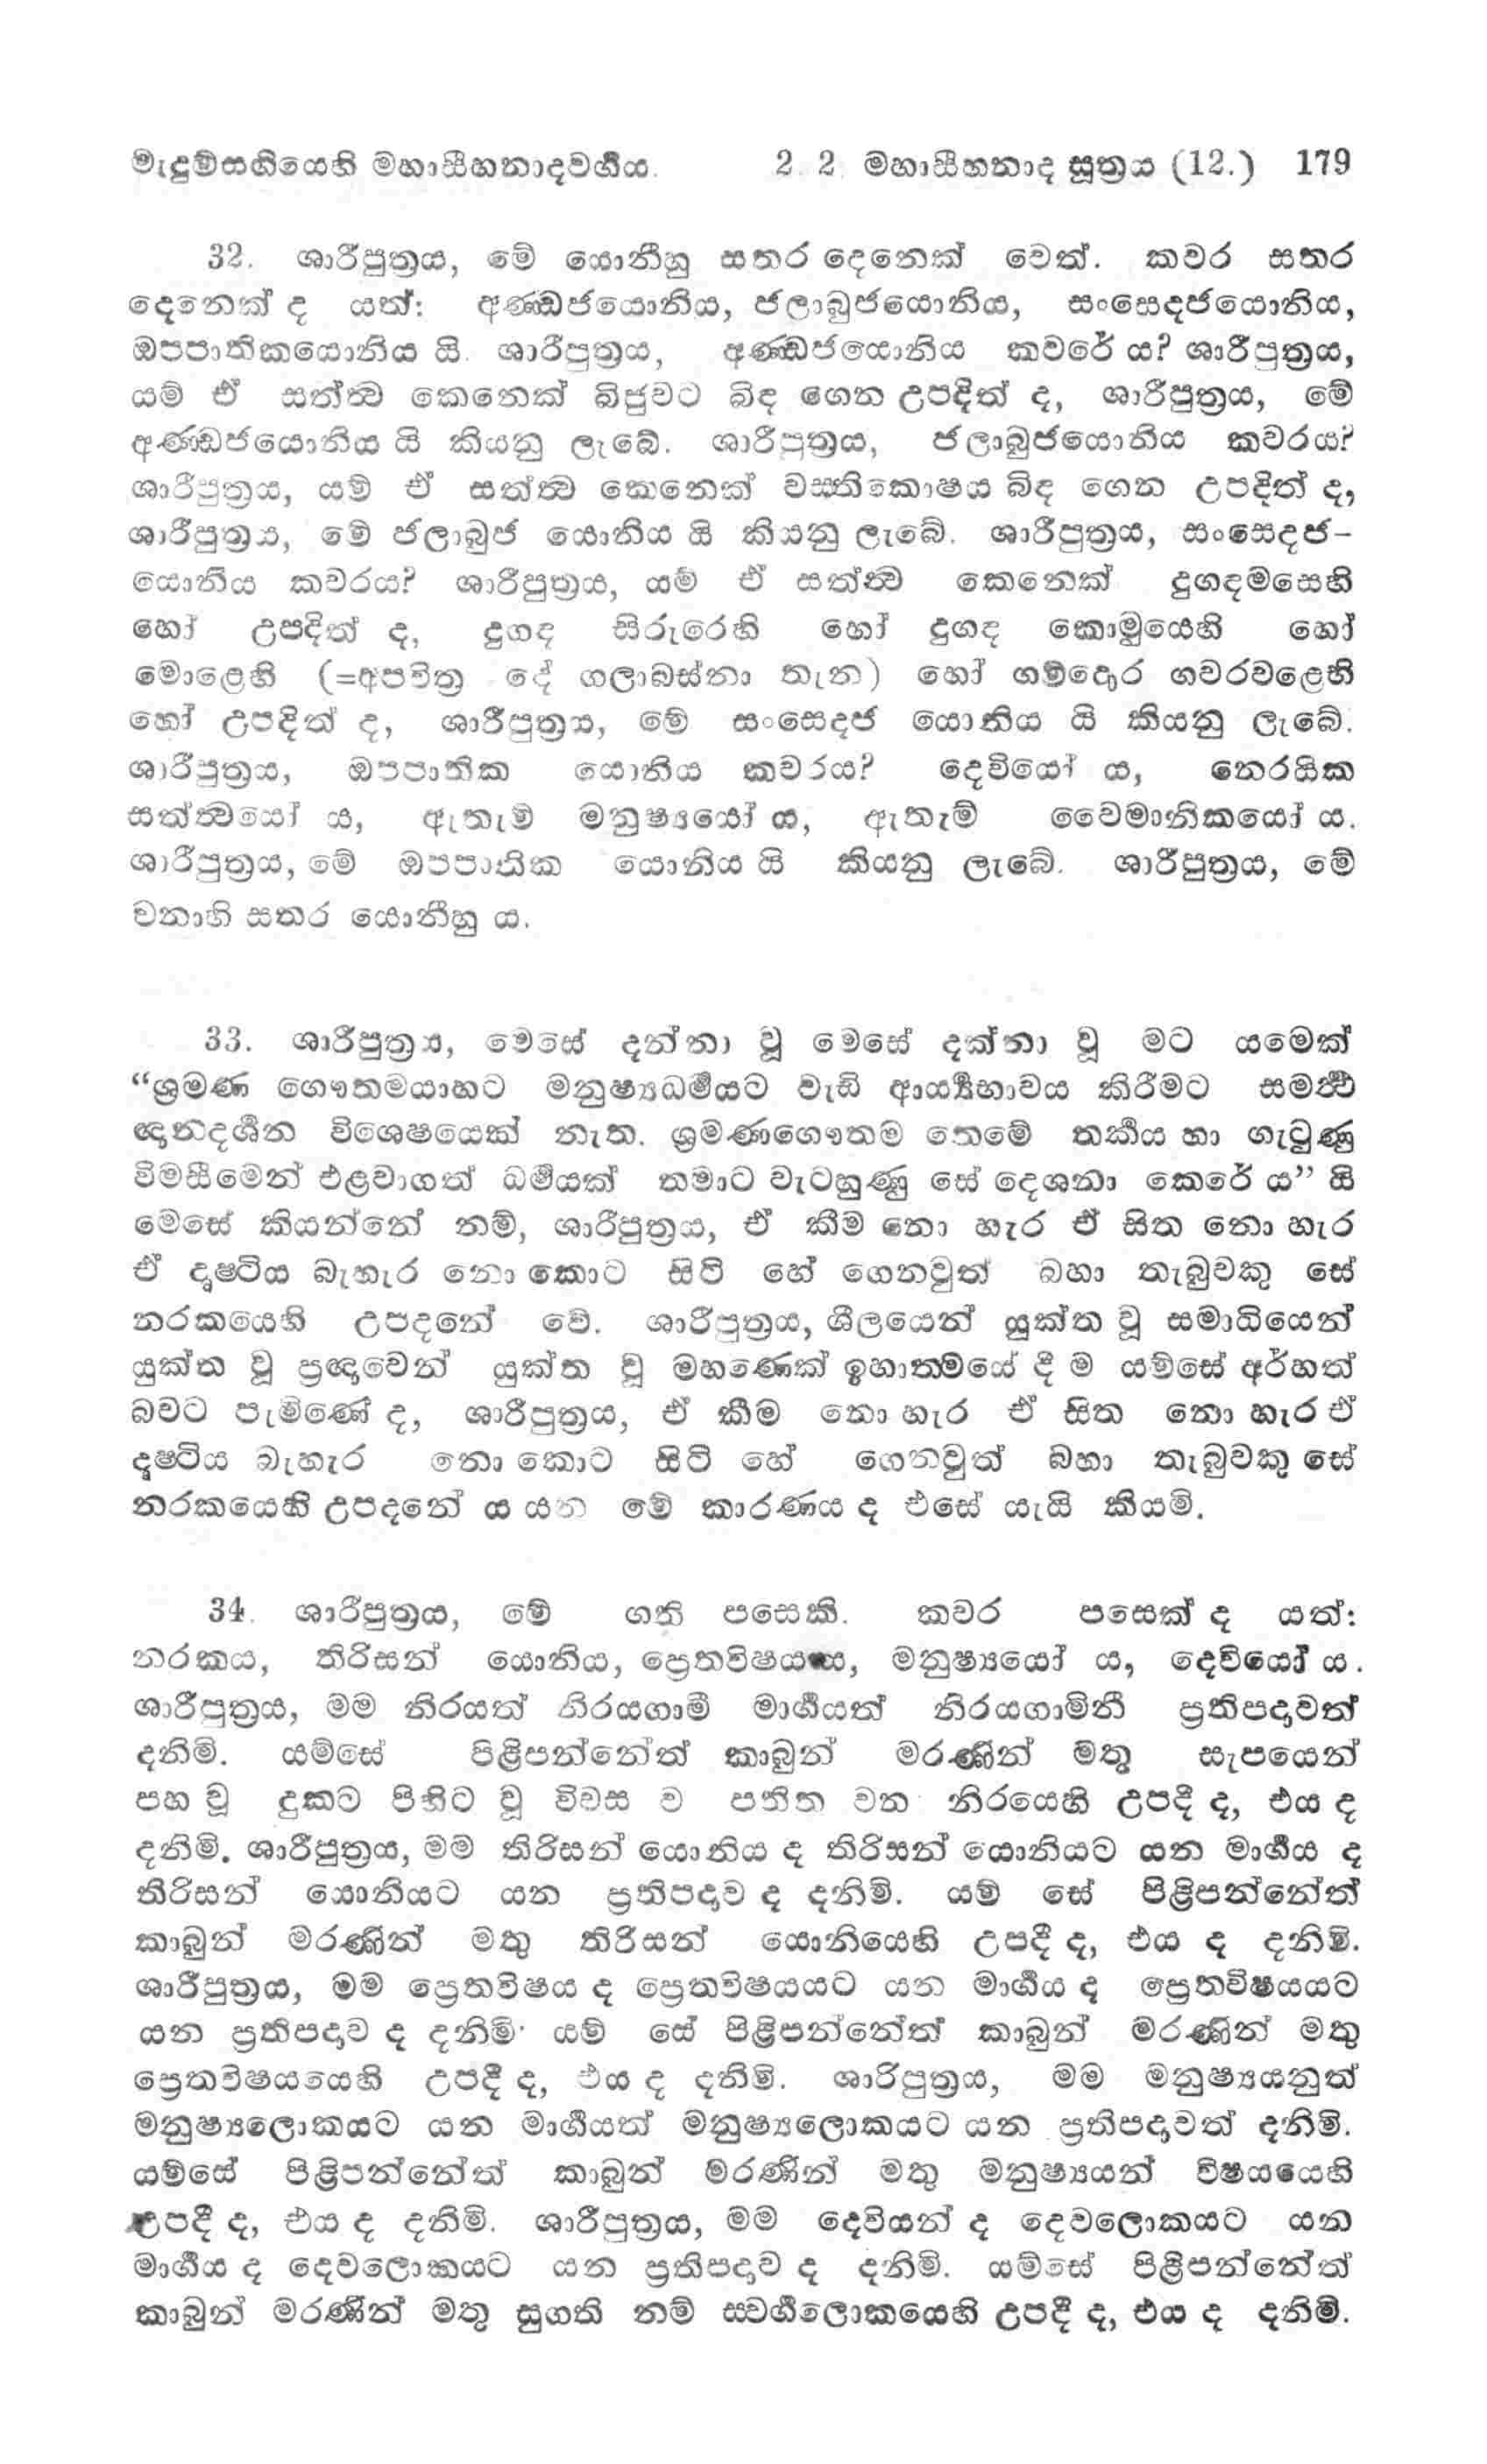 මැදුම්සඟියෙහි මහාසීහනාදවර්ගය. 2. 2. මහාසීහනාද සූත්‍රය (12.) 179
32. ශාරීපුත්‍රය, මේ යොනීහු සතර දෙනෙක් වෙත්. කවර සතර
දෙනෙක් ද යත්: අණ්ඩජයොනිය, ජලාබුජයොනිය, සංසෙදජයොනිය,
ඔපපාතිකයොනිය යි. ශාරීපුත්‍රය, අණ්ඩජයොනිය කවරේ ය? ශාරීපුත්‍රය,
යම් ඒ සත්ත්‍ව කෙනෙක් බිජුවට බිඳ ගෙන උපදිත් ද, ශාරීපුත්‍රය, මේ
අණ්ඩජයොනිය යි කියනු ලැබේ. ශාරීපුත්‍රය, ජලාබුජයොනිය කවරය?
ශාරීපුත්‍රය, යම් ඒ සත්ත්‍ව කෙනෙක් වස්තිකොෂය බිඳ ගෙන උපදිත් ද,
ශාරීපුත්‍රය, මේ ජලාබුජ යොනිය යි කියනු ලැබේ. ශාරීපුත්‍රය, සංසෙදජ-
යොනිය කවරය? ශාරීපුත්‍රය, යම් ඒ සත්ත්‍ව කෙනෙක් දුගඳමසෙහි
හෝ උපදිත් ද, දුගඳ සිරුරෙහි හෝ දුගඳ කොමුයෙහි හෝ
මොළෙහි (=අපවිත්‍ර දේ ගලාබස්නා තැන) හෝ ගම්දොර ගවරවළෙහි
හෝ උපදිත් ද, ශාරීපුත්‍රය, මේ සංසෙදජ යොනිය යි කියනු ලැබේ.
ශාරීපුත්‍රය, ඔපපාතික යොනිය කවරය? දෙවියෝ ය, නෙරයික
සත්ත්‍වයෝ ය, ඇතැම් මනුෂ්‍යයෝ ය, ඇතැම් වෛමානිකයෝ ය.
ශාරීපුත්‍රය, මේ ඔපපාතික යොනිය යි කියනු ලැබේ. ශාරීපුත්‍රය, මේ
වනාහි සතර යොනීහු ය.
33. ශාරීපුත්‍රය, මෙසේ දන්නා වූ මෙසේ දක්නා වූ මට යමෙක්
“ශ්‍රමණ ගෞතමයාහට මනුෂ්‍යධර්මයට වැඩි ආර්‍ය්‍යභාවය කිරීමට සමර්ථ
ඥානදර්ශන විශෙෂයෙක් නැත. ශ්‍රමණගෞතම තෙමේ තර්කය හා ගැටුණු
විමසීමෙන් එළවාගත් ධර්මයක් තමාට වැටහුණු සේ දෙශනා කෙරේ ය” යි
මෙසේ කියන්නේ නම්, ශාරීපුත්‍රය, ඒ කීම නො හැර ඒ සිත නො හැර
ඒ දෘෂ්ටිය බැහැර නො කොට සිටි හේ ගෙනවුත් බහා තැබුවකු සේ
නරකයෙහි උපදනේ වේ. ශාරීපුත්‍රය, ශීලයෙන් යුක්ත වූ සමාධියෙන්
යුක්ත වූ ප්‍රඥාවෙන් යුක්ත වූ මහණෙක් ඉහාත්මයේ දී ම යම්සේ අර්හත්
බවට පැමිණේ ද, ශාරීපුත්‍රය, ඒ කීම නො හැර ඒ සිත නො හැර ඒ
දෘෂ්ටිය බැහැර නො කොට සිටි හේ ගෙනවුත් බහා තැබුවකු සේ
නරකයෙහි උපදනේ ය යන මේ කාරණය ද එසේ යැයි කියමි.
34. ශාරීපුත්‍රය, මේ ගති පසෙකි. කවර පසෙක් ද යත්:
නරකය, තිරිසන් යොනිය, ප්‍රෙතවිෂයය, මනුෂ්‍යයෝ ය, දෙවියෝ ය.
ශාරීපුත්‍රය, මම නිරයත් නිරයගාමී මාර්ගයත් නිරයගාමිනී ප්‍රතිපදාවත්
දනිමි. යම්සේ පිළිපන්නේත් කාබුන් මරණින් මතු සැපයෙන්
පහ වූ දුකට පිහිට වූ විවස ව පතිත වන නිරයෙහි උපදී ද, එය ද
දනිමි. ශාරීපුත්‍රය, මම තිරිසන් යොනිය ද තිරිසන් යොනියට යන මාර්ගය ද
තිරිසන් යොනියට යන ප්‍රතිපදාව ද දනිමි. යම් සේ පිළිපන්නේත්
කාබුන් මරණින් මතු තිරිසන් යොනියෙහි උපදී ද, එය ද දනිමි.
ශාරීපුත්‍රය, මම ප්‍රෙතවිෂය ද ප්‍රෙතවිෂයයට යන මාර්ගය ද ප්‍රෙතවිෂයයට
යන ප්‍රතිපදාව ද දනිමි· යම් සේ පිළිපන්නේත් කාබුන් මරණින් මතු
ප්‍රෙතවිෂයයෙහි උපදී ද, එය ද දනිමි. ශාරිපුත්‍රය, මම මනුෂ්‍යයනුත්
මනුෂ්‍යලොකයට යන මාර්ගයත් මනුෂ්‍යලොකයට යන ප්‍රතිපදාවත් දනිමි.
යම්සේ පිළිපන්නේත් කාබුන් මරණින් මතු මනුෂ්‍යයන් විෂයයෙහි
උපදී ද, එය ද දනිමි. ශාරීපුත්‍රය, මම දෙවියන් ද දෙවලොකයට යන
මාර්ගය ද දෙවලොකයට යන ප්‍රතිපදාව ද දනිමි. යම්සේ පිළිපන්නේත්
කාබුන් මරණින් මතු සුගති නම් ස්වර්ගලොකයෙහි උපදී ද, එය ද දනිමි.